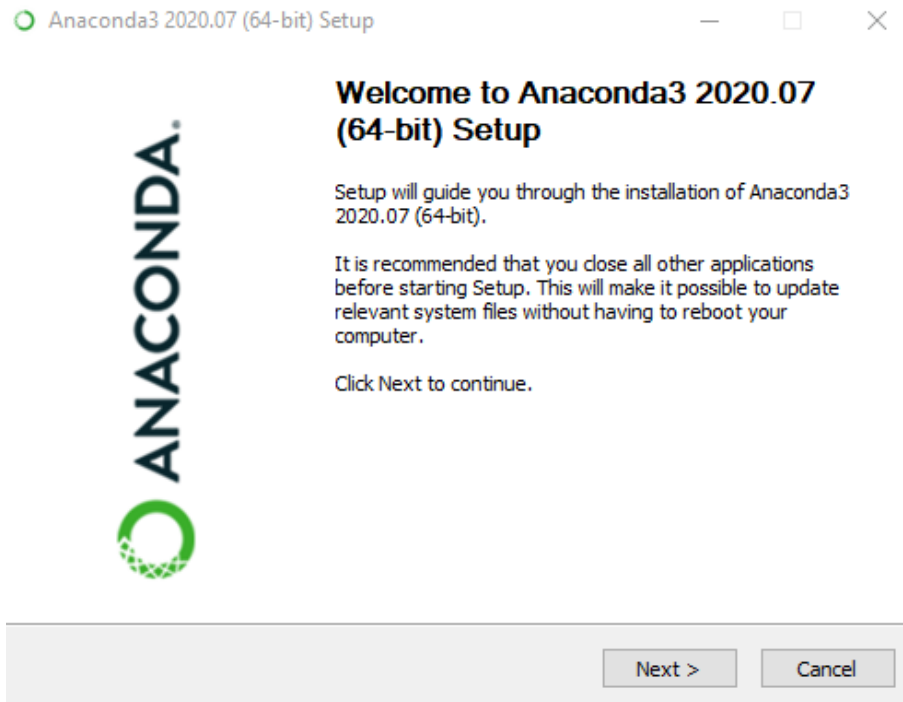 Anaconda3 2020.07 (64-bit) Setup
Welcome to Anaconda3 2020.07
(64-bit) Setup
Setup will guide you through the installation of Anaconda3
2020.07 (64-bit).
It is recommended that you close all other applications
before starting Setup. This will make it possible to update
relevant system files without having to reboot your
computer.
Click Next to continue.
ANACONDA.
Next >
Cancel